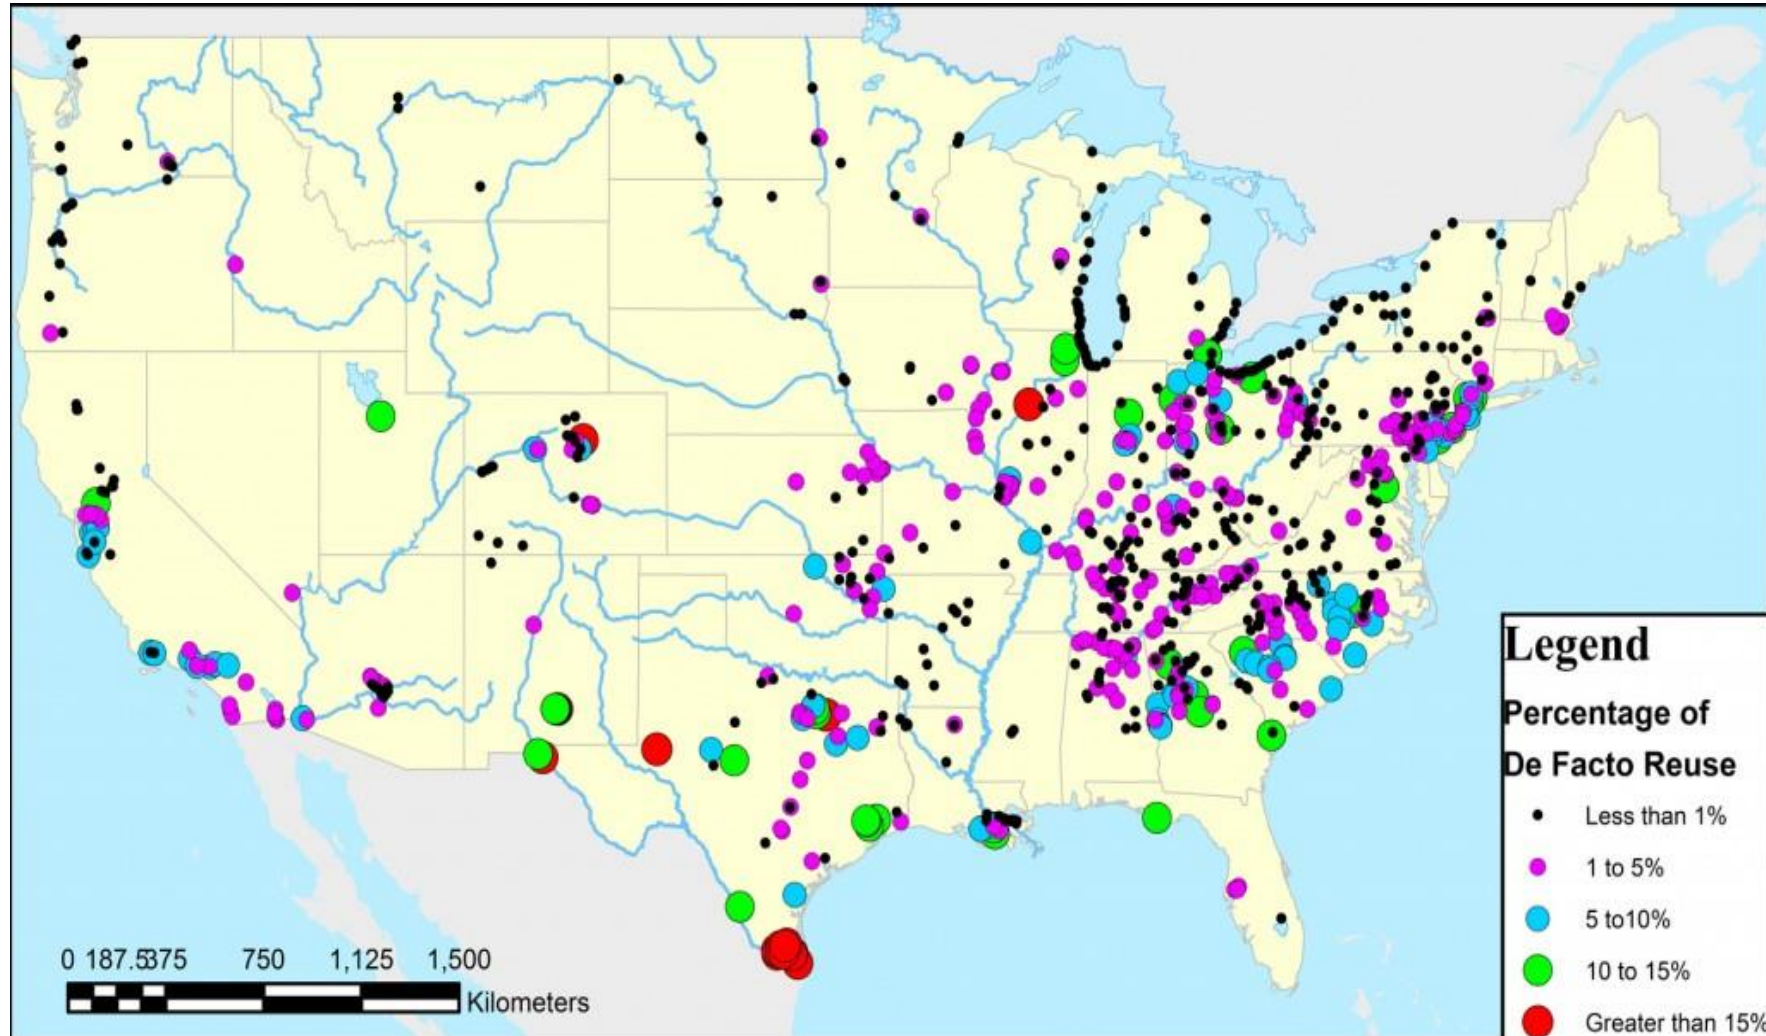 Legend
Percentage of
De Facto Reuse
Less than 1%
1 to 5%
5 to10%
10 to 15%
Greater than 15%
0 187.5375 750 1,125 1,500
Kilometers